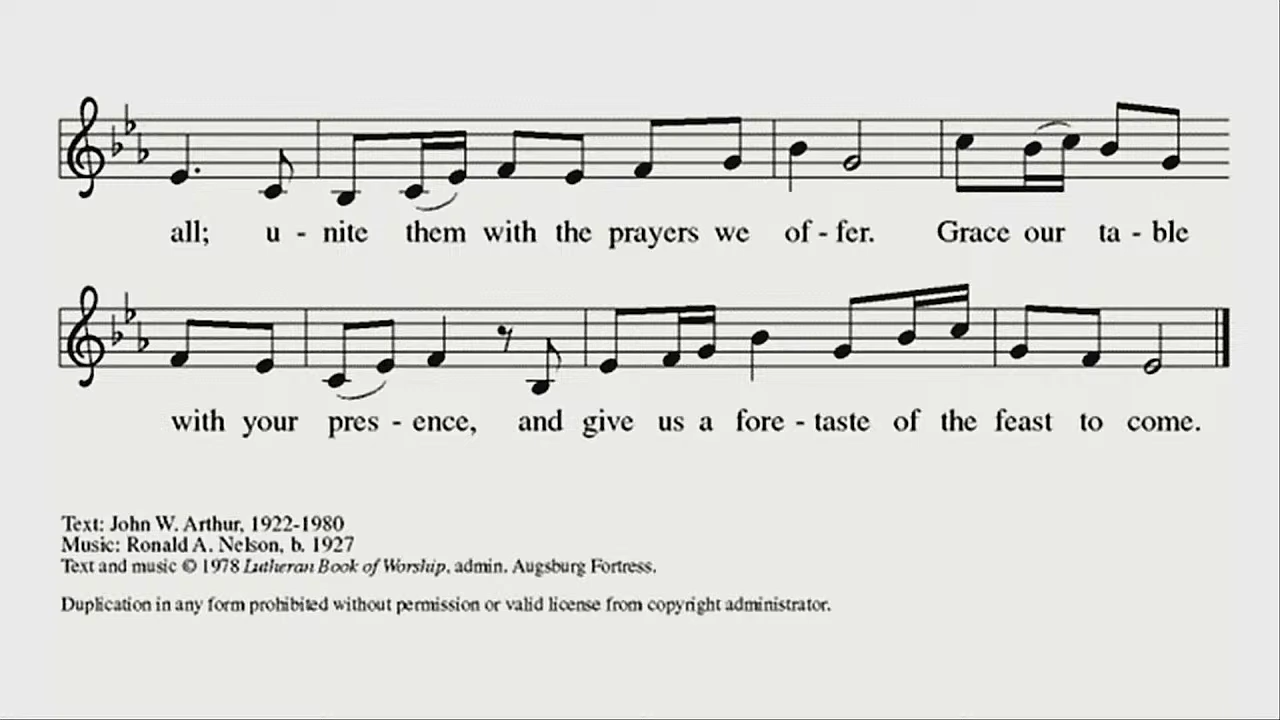 all; u - nite them with the prayers we of - fer. Grace our ta - ble
with your pres - ence, and give us a fore - taste of the feast to come.
Text: John W. Arthur, 1922-1980
Music: Ronald A. Nelson, b. 1927
Text and music © 1978 Lutheran Book of Worship, admin. Augsburg Fortress.
Duplication in any form prohibited without permission or valid license from copyright administrator.